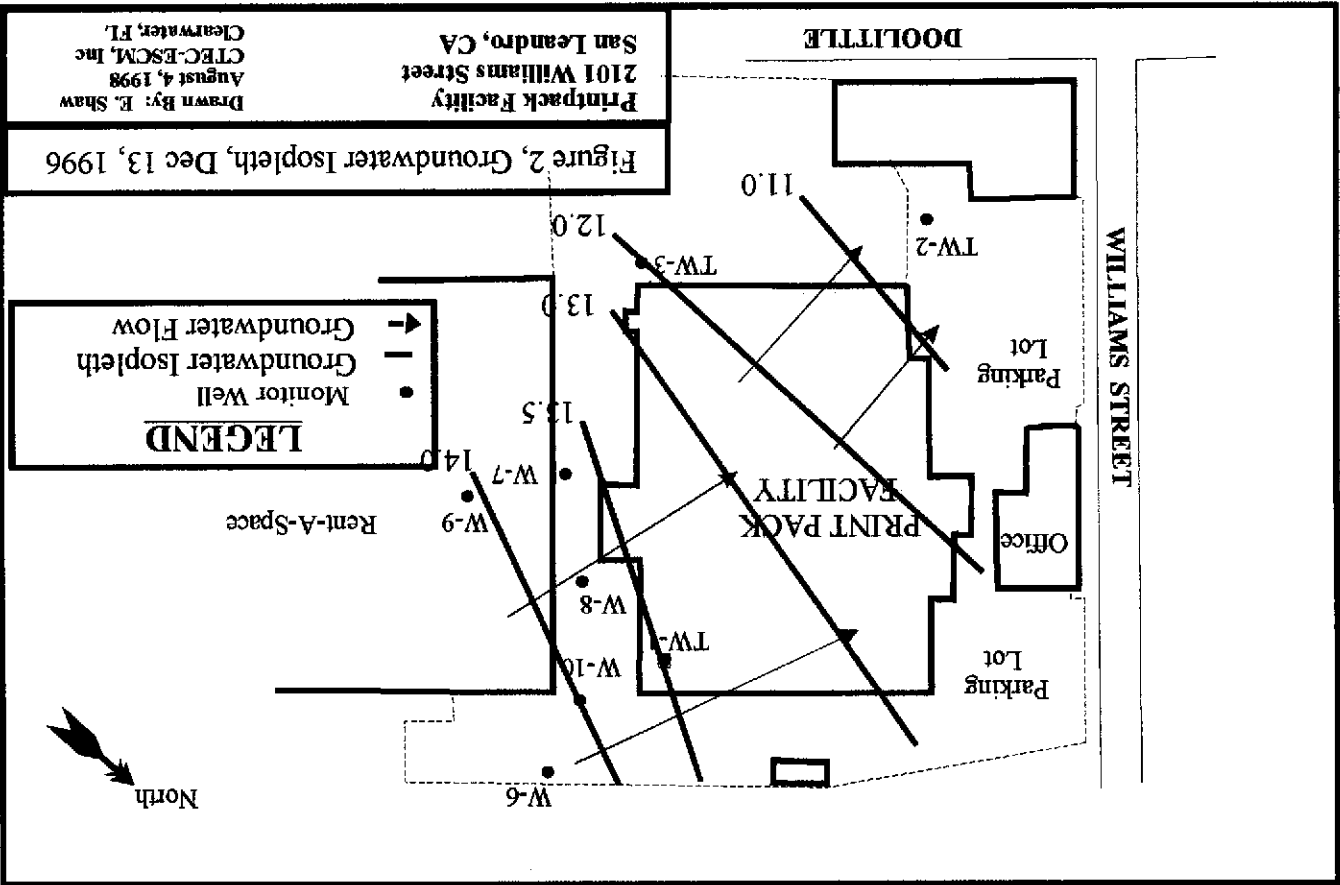 North
W-6
Parking
Lot
W-10
TW-1
W-8
Office
PRINT PACK
FACILITY
Rent-A-Space
W-9
W-7
14.0
13.5
WILLIAMS STREET
Parking
Lot
LEGEND
Monitor Well
Groundwater Isopleth
Groundwater Flow
13.0
TW-3
12.0
TW-2
11.0
DOOLITTLE
Figure 2, Groundwater Isopleth, Dec 13, 1996
Printpack Facility
2101 Williams Street
San Leandro, CA
Drawn By: E. Shaw
August 4, 1998
CTEC-ESCM, Inc
Clearwater, FL